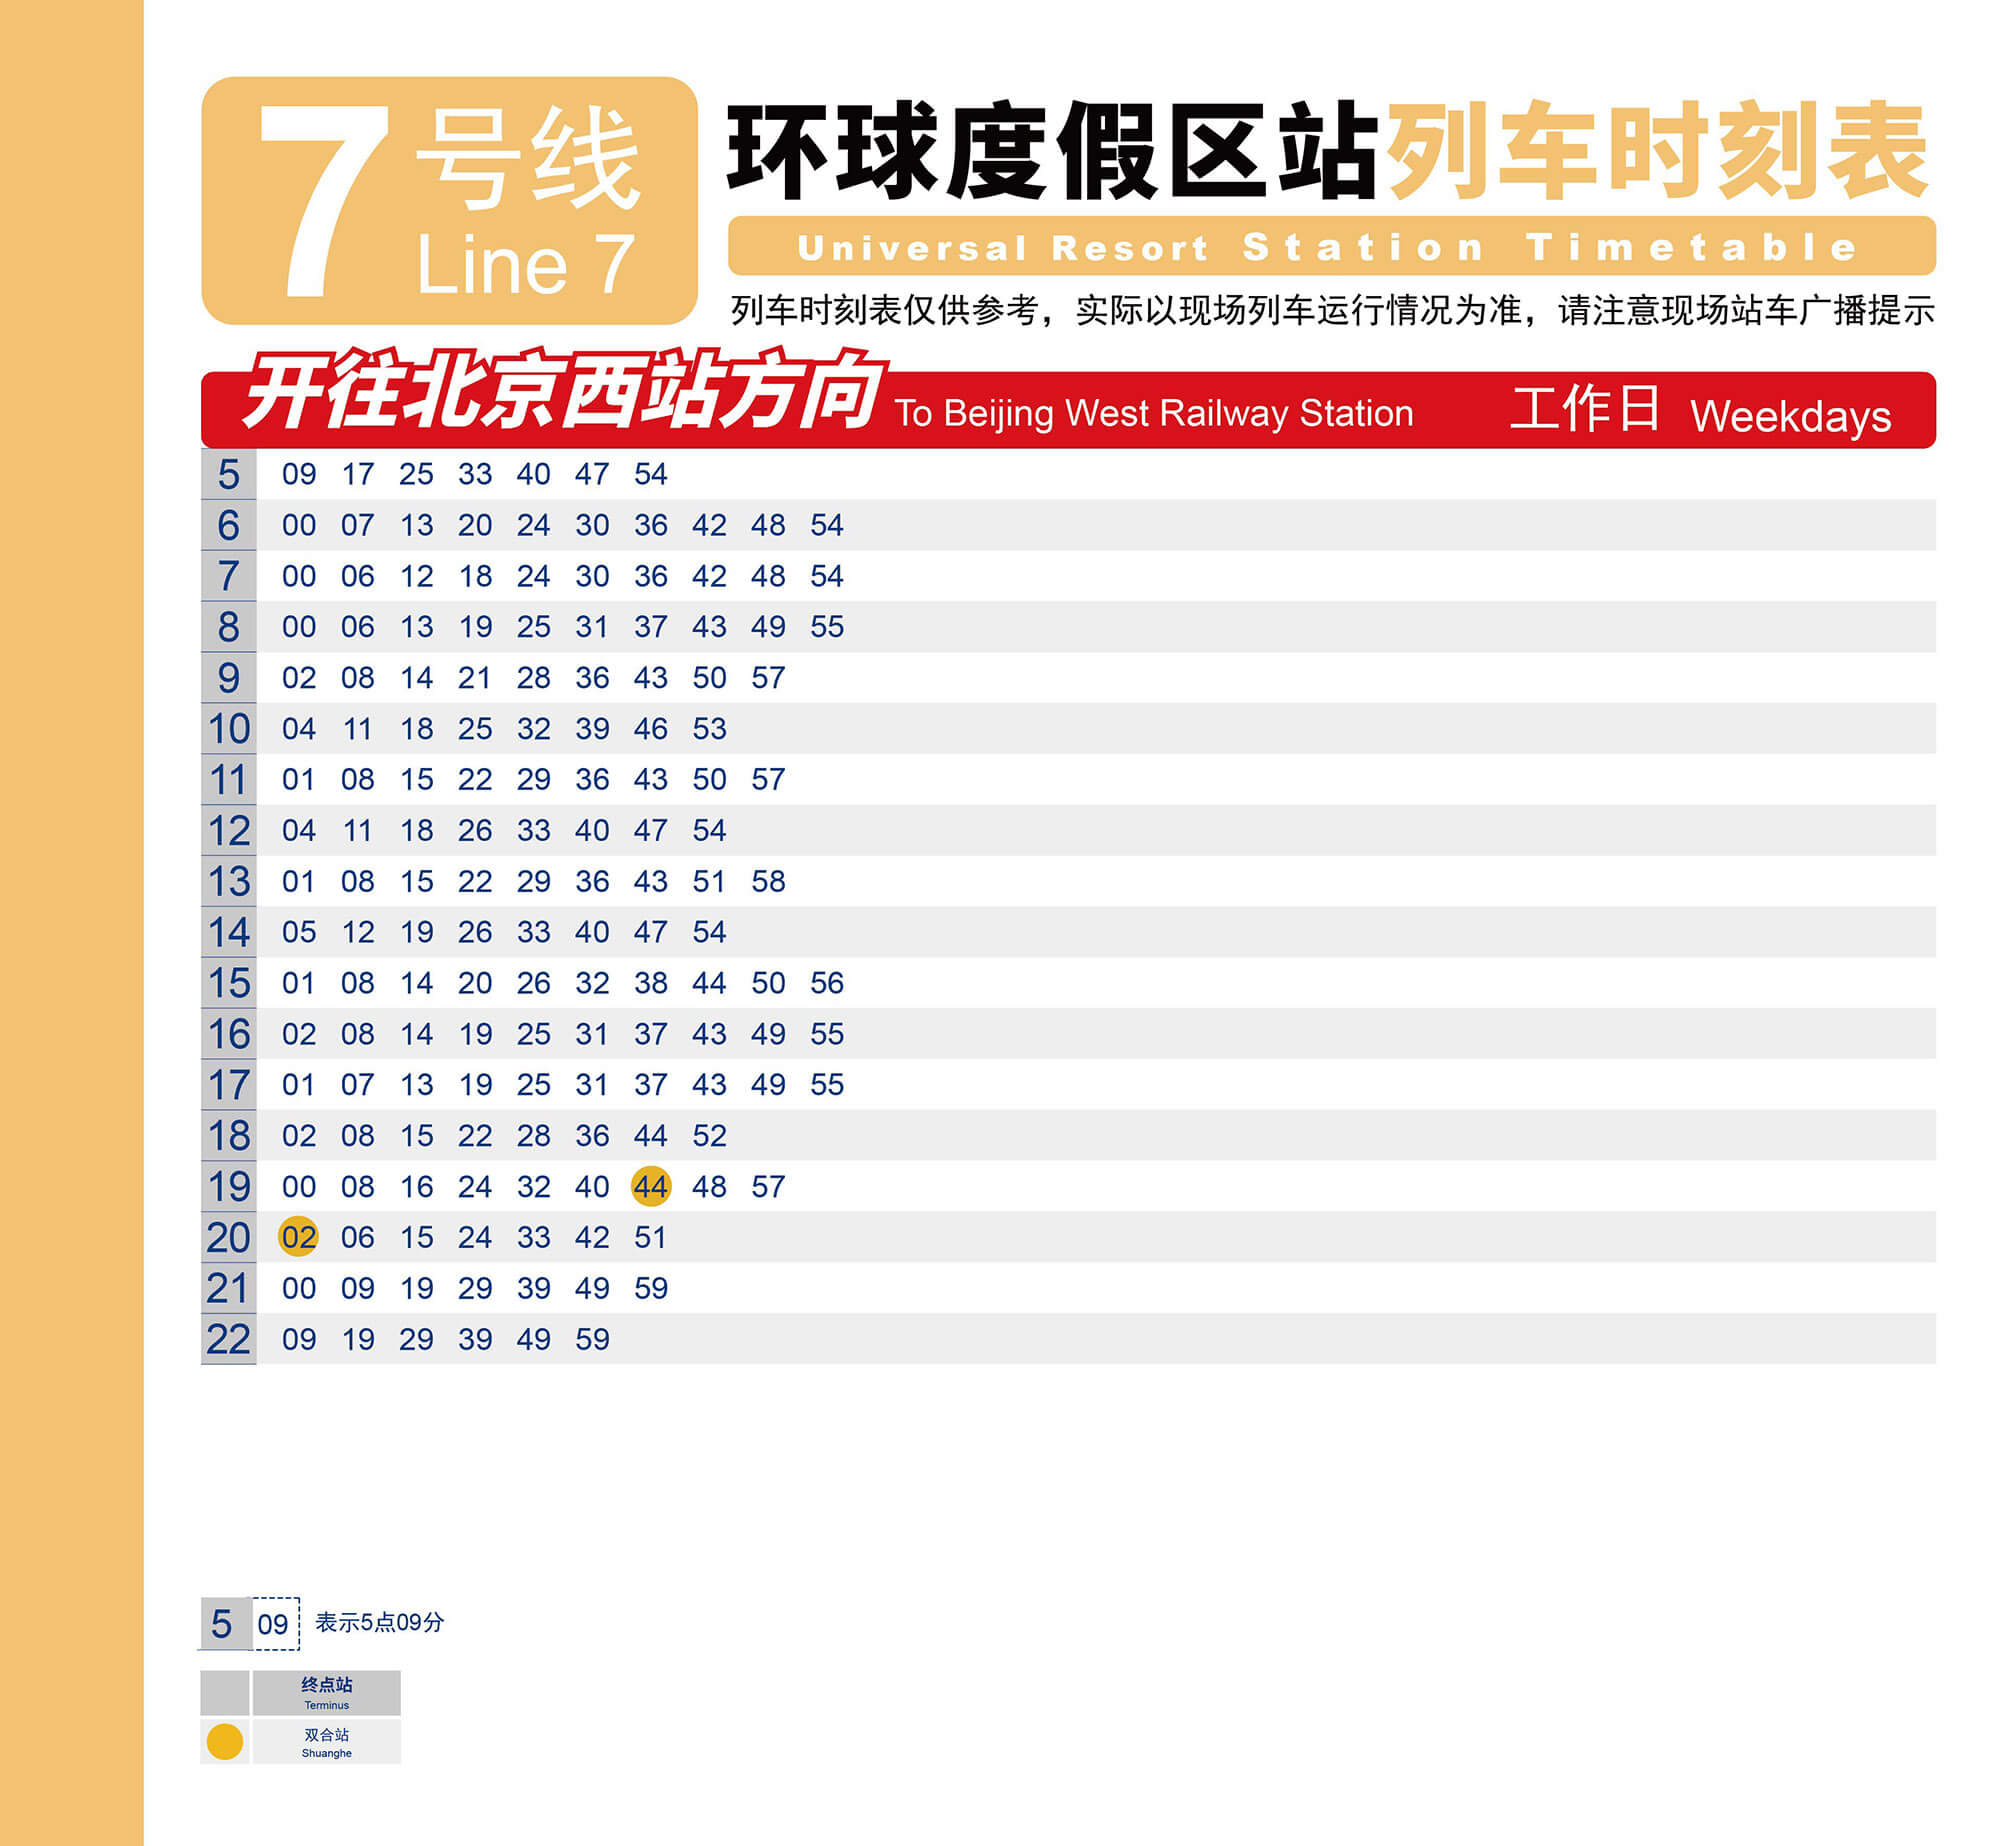 7号线
Line 7
环球度假区站列车时刻表
Universal Resort Station Timetable
列车时刻表仅供参考，实际以现场列车运行情况为准，请注意现场站车广播提示
开往北京西站方向 To Beijing West Railway Station 工作日 Weekdays
5 09 17 25 33 40 47 54
6 00 07 13 20 24 30 36 42 48 54
7 00 06 12 18 24 30 36 42 48 54
8 00 06 13 19 25 31 37 43 49 55
9 02 08 14 21 28 36 43 50 57
10 04 11 18 25 32 39 46 53
11 01 08 15 22 29 36 43 50 57
12 04 11 18 26 33 40 47 54
13 01 08 15 22 29 36 43 51 58
14 05 12 19 26 33 40 47 54
15 01 08 14 20 26 32 38 44 50 56
16 02 08 14 19 25 31 37 43 49 55
17 01 07 13 19 25 31 37 43 49 55
18 02 08 15 22 28 36 44 52
19 00 08 16 24 32 40 44 48 57
20 02 06 15 24 33 42 51
21 00 09 19 29 39 49 59
22 09 19 29 39 49 59
5 09 表示5点09分
终点站
Terminus
双合站
Shuanghe